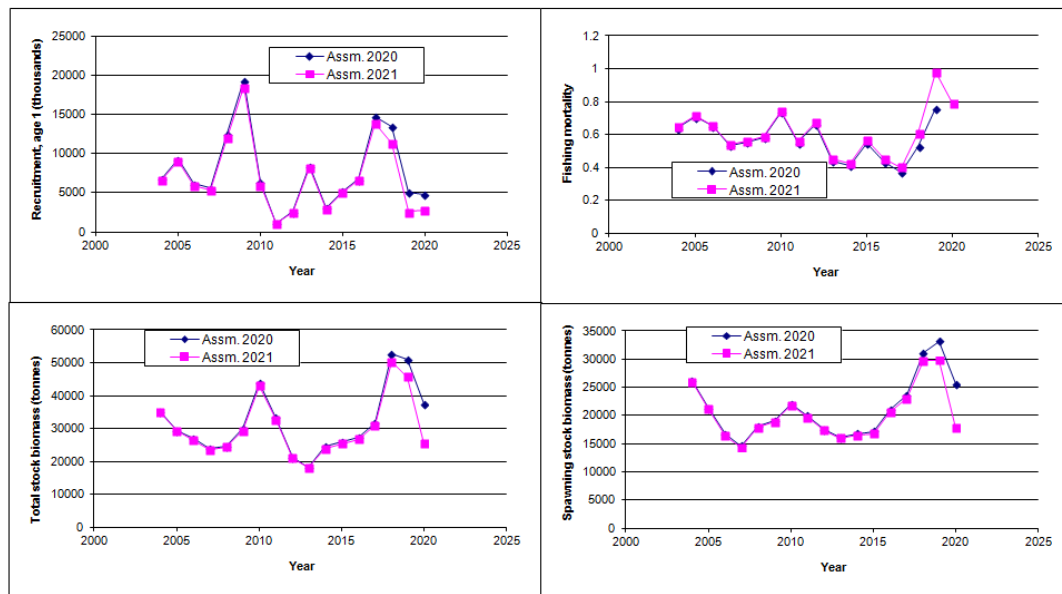 Recruitment, age 1 (thousands)
25000
20000
15000
10000
5000
0
2000 2005 2010 2015 2020 2025
Year
Assm. 2020
Assm. 2021
Fishing mortality
1.2
1
0.8
0.6
0.4
0.2
0
2000 2005 2010 2015 2020 2025
Year
Assm. 2020
Assm. 2021
Total stock biomass (tonnes)
60000
50000
40000
30000
20000
10000
0
2000 2005 2010 2015 2020 2025
Year
Assm. 2020
Assm. 2021
Spawning stock biomass (tonnes)
35000
30000
25000
20000
15000
10000
5000
0
2000 2005 2010 2015 2020 2025
Year
Assm. 2020
Assm. 2021